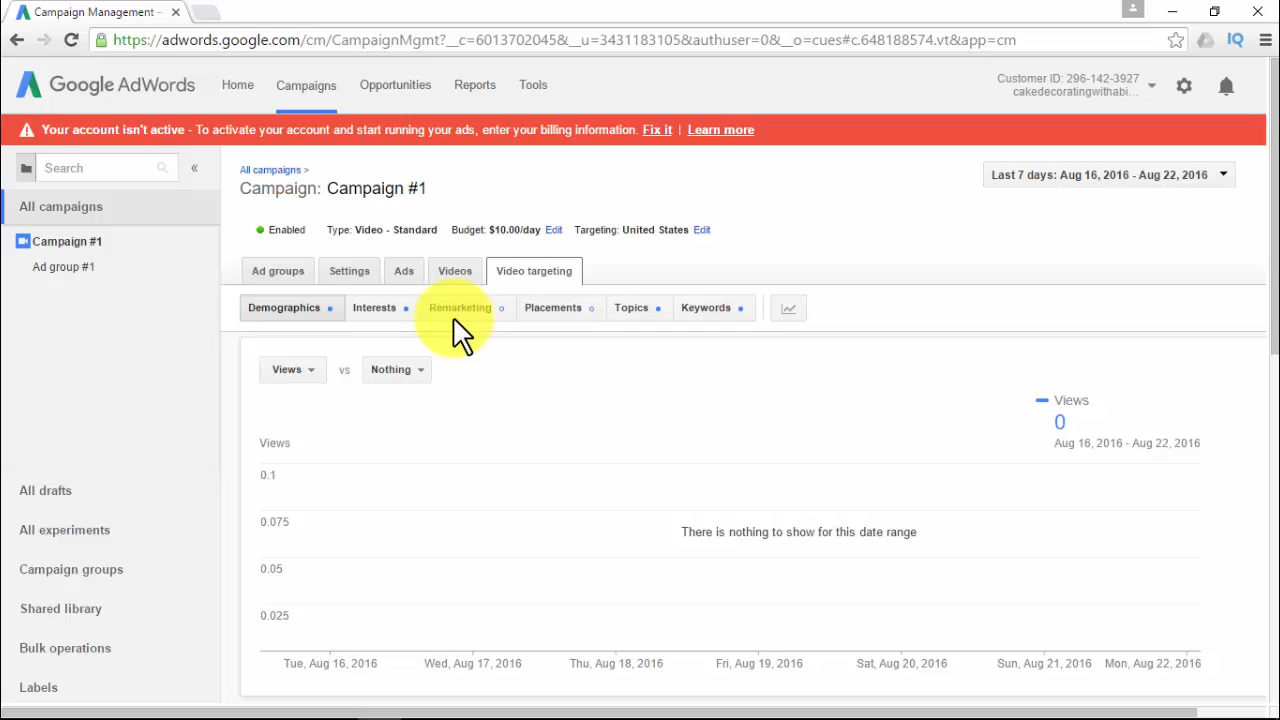 Campaign Management –
https://adwords.google.com/cm/CampaignMgmt?__c=6013702045&__u=3431183105&authuser=0&__o=cues#c.648188574.vt&app=cm
IQ
Google AdWords
Home
Campaigns
Opportunities
Reports
Tools
Customer ID: 296-142-3927
cakedecoratingwithabi...
Your account isn't active - To activate your account and start running your ads, enter your billing information. Fix it | Learn more
Search
«
All campaigns >
Campaign: Campaign #1
Last 7 days: Aug 16, 2016 - Aug 22, 2016
All campaigns
Campaign #1
Ad group #1
Enabled Type: Video - Standard Budget: $10.00/day Edit Targeting: United States Edit
Ad groups
Settings
Ads
Videos
Video targeting
Demographics
Interests
Remarketing
Placements
Topics
Keywords
Views vs Nothing
Views
0
Aug 16, 2016 - Aug 22, 2016
Views
0.1
0.075
There is nothing to show for this date range
0.05
0.025
Tue, Aug 16, 2016
Wed, Aug 17, 2016
Thu, Aug 18, 2016
Fri, Aug 19, 2016
Sat, Aug 20, 2016
Sun, Aug 21, 2016
Mon, Aug 22, 2016
All drafts
All experiments
Campaign groups
Shared library
Bulk operations
Labels